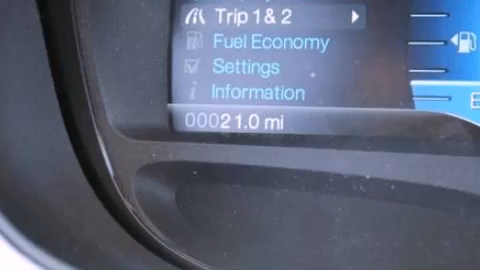 Trip 1 & 2
Fuel Economy
Settings
Information
00021.0 mi
E